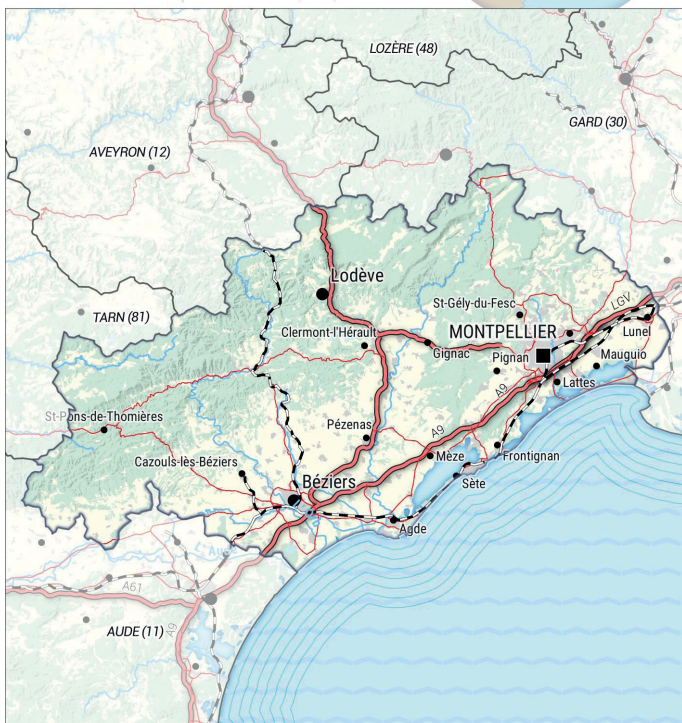 LOZÈRE (48)
GARD (30)
AVEYRON (12)
Lodève
LGV
St-Gély-du-Fesc
TARN (81)
MONTPELLIER
Lunel
Clermont-l'Hérault
Gignac
Pignan
Mauguio
Lattes
A9
St-Pons-de-Thomières
Pézenas
A9
Mèze
Frontignan
Cazouls-lès-Béziers
Sète
Béziers
Agde
L'Aude
A61
A9
AUDE (11)